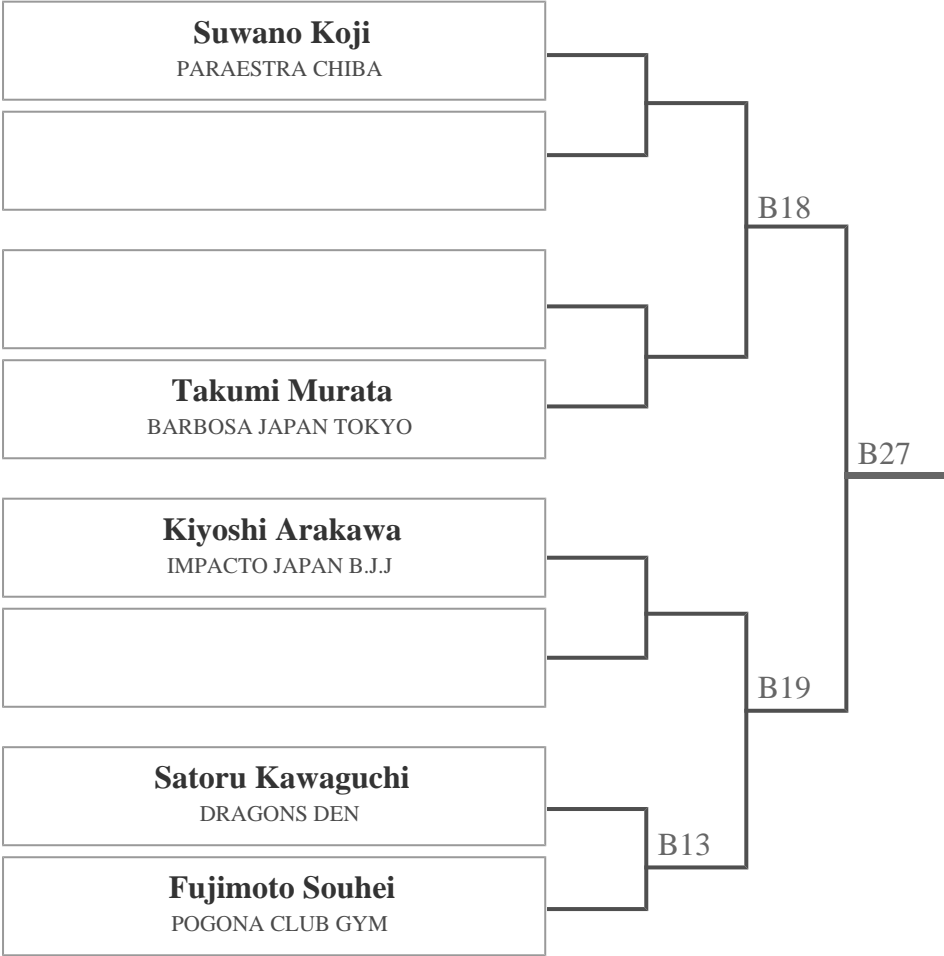 Suwano Koji
PARAESTRA CHIBA
B18
Takumi Murata
BARBOSA JAPAN TOKYO
B27
Kiyoshi Arakawa
IMPACTO JAPAN B.J.J
B19
Satoru Kawaguchi
DRAGONS DEN
B13
Fujimoto Souhei
POGONA CLUB GYM